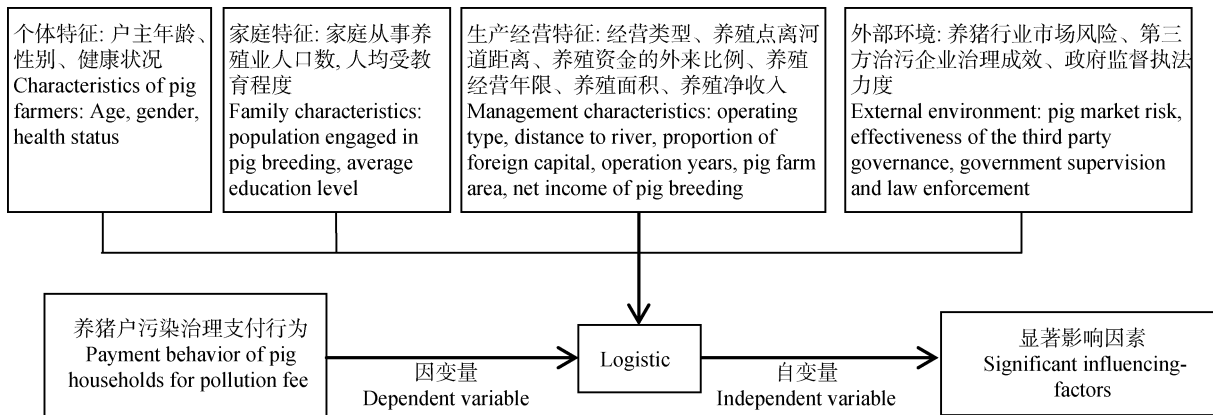 个体特征: 户主年龄、
性别、健康状况
Characteristics of pig
farmers: Age, gender,
health status
家庭特征: 家庭从事养
殖业人口数, 人均受教
育程度
Family characteristics:
population engaged in
pig breeding, average
education level
生产经营特征: 经营类型、养殖点离河
道距离、养殖资金的外来比例、养殖
经营年限、养殖面积、养殖净收入
Management characteristics: operating
type, distance to river, proportion of
foreign capital, operation years, pig farm
area, net income of pig breeding
外部环境: 养猪行业市场风险、第三
方治污企业治理成效、政府监督执法
力度
External environment: pig market risk,
effectiveness of the third party
governance, government supervision
and law enforcement
养猪户污染治理支付行为
Payment behavior of pig
households for pollution fee
因变量
Dependent variable
Logistic
自变量
Independent variable
显著影响因素
Significant influencing-
factors